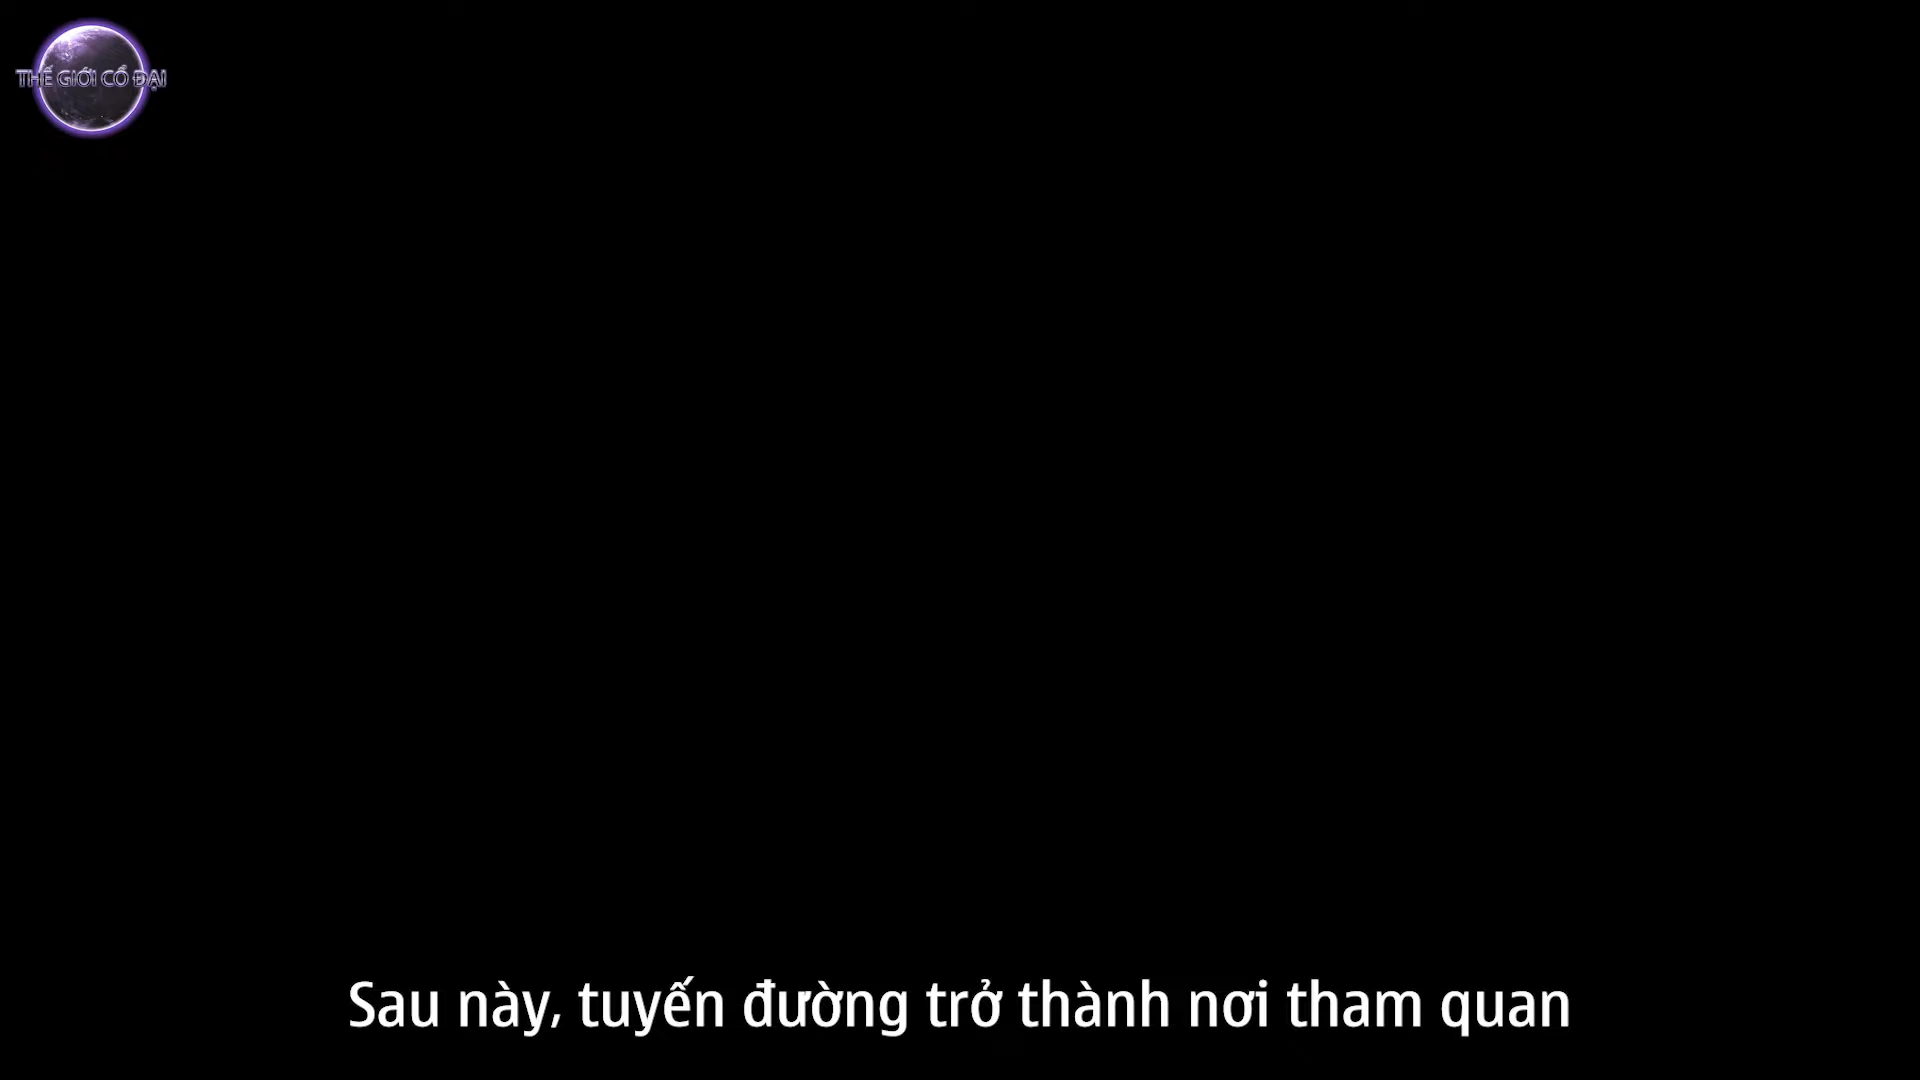 THẾ GIỚI CỔ ĐẠI
Sau này, tuyến đường trở thành nơi tham quan